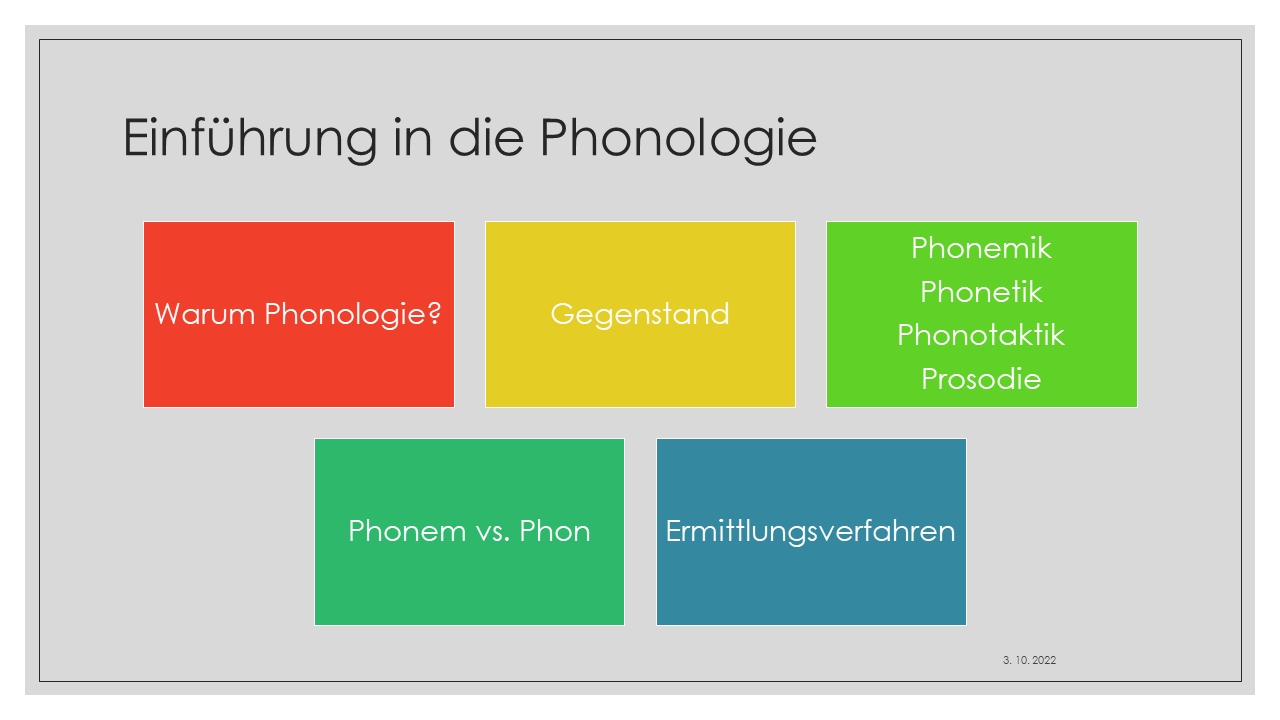 Einführung in die Phonologie
Warum Phonologie?
Gegenstand
Phonemik
Phonetik
Phonotaktik
Prosodie
Phonem vs. Phon
Ermittlungsverfahren
3. 10. 2022